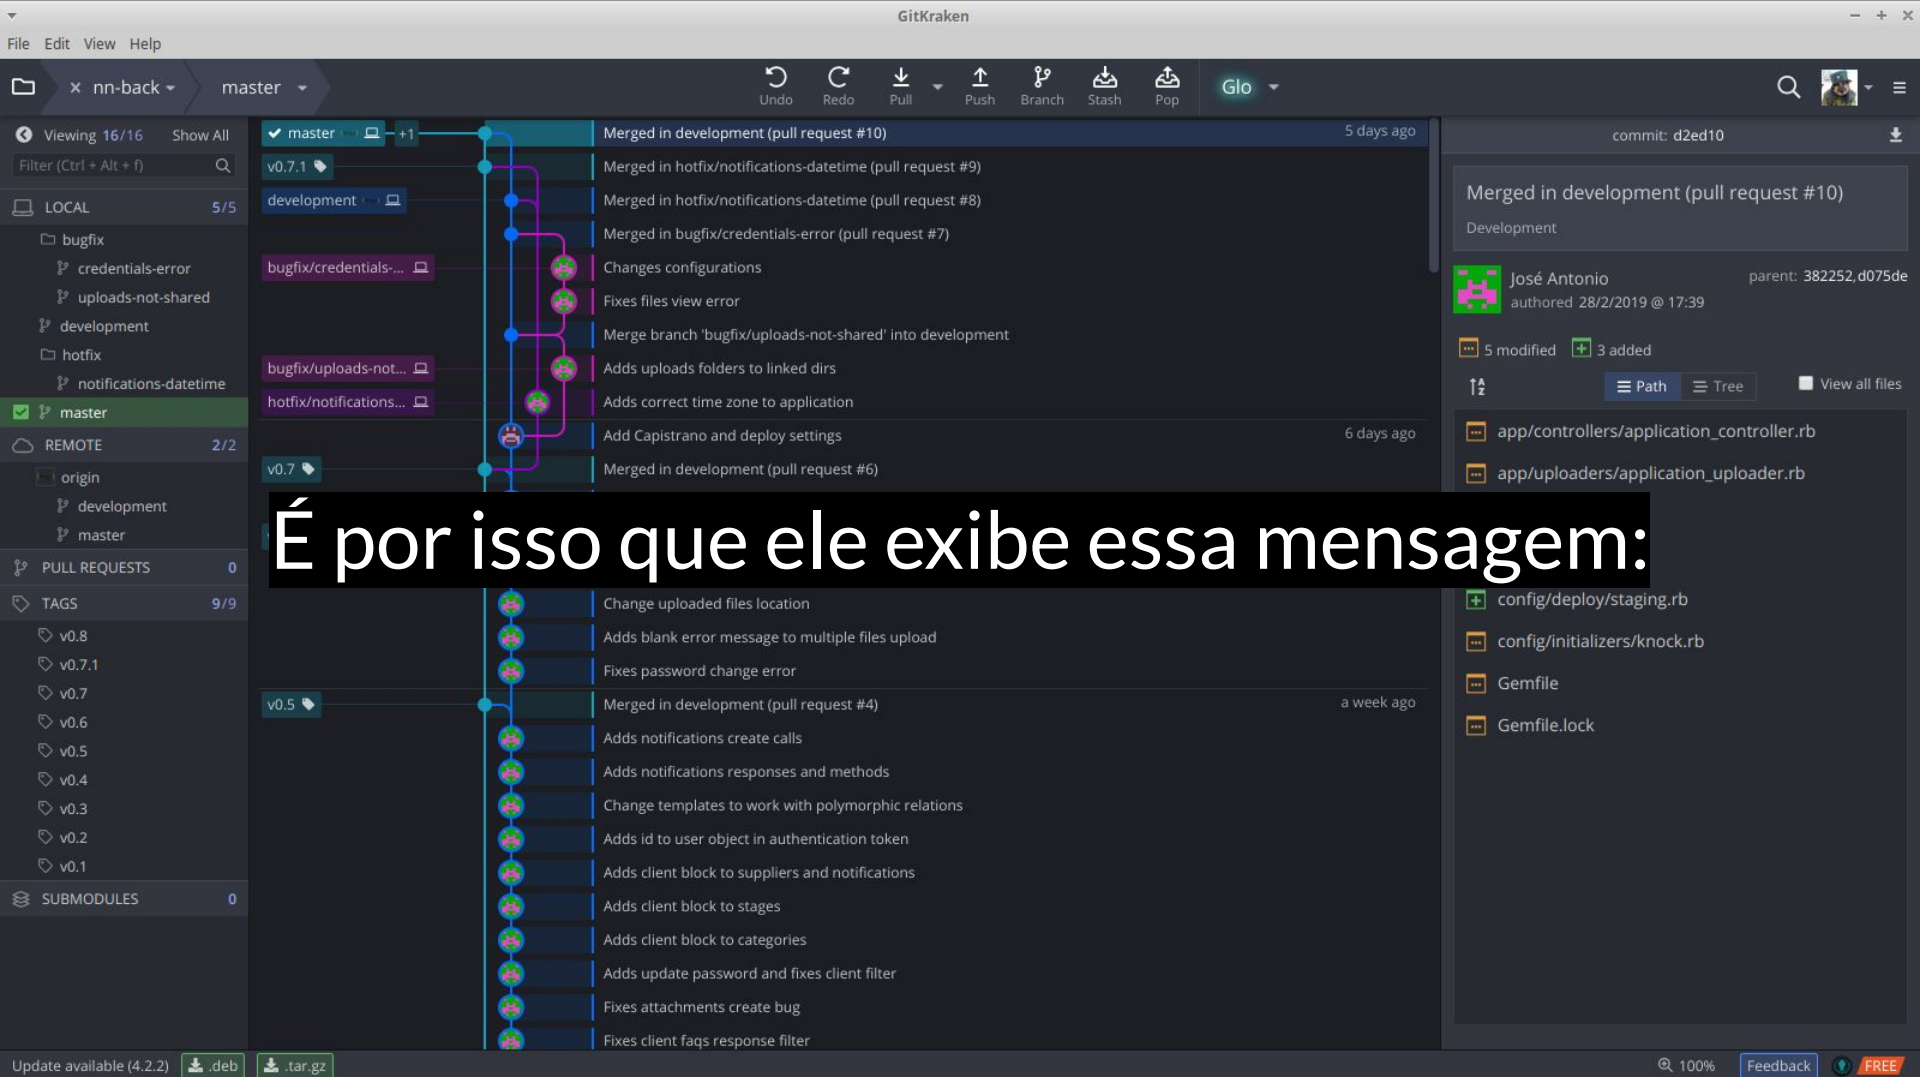 GitKraken
File Edit View Help
nn-back master Undo Redo Pull Push Branch Stash Pop Glo
Viewing 16/16 Show All
Filter (Ctrl + Alt + f)
LOCAL 5/5
bugfix
credentials-error
uploads-not-shared
development
hotfix
notifications-datetime
master
REMOTE 2/2
origin
development
master
PULL REQUESTS 0
TAGS 9/9
v0.8
v0.7.1
v0.7
v0.6
v0.5
v0.4
v0.3
v0.2
v0.1
SUBMODULES 0
master +1 Merged in development (pull request #10) 5 days ago
v0.7.1 Merged in hotfix/notifications-datetime (pull request #9)
development Merged in hotfix/notifications-datetime (pull request #8)
Merged in bugfix/credentials-error (pull request #7)
bugfix/credentials-... Changes configurations
Fixes files view error
Merge branch 'bugfix/uploads-not-shared' into development
bugfix/uploads-not... Adds uploads folders to linked dirs
hotfix/notifications... Adds correct time zone to application
Add Capistrano and deploy settings 6 days ago
v0.7 Merged in development (pull request #6)
É por isso que ele exibe essa mensagem:
Change uploaded files location
Adds blank error message to multiple files upload
Fixes password change error
v0.5 Merged in development (pull request #4) a week ago
Adds notifications create calls
Adds notifications responses and methods
Change templates to work with polymorphic relations
Adds id to user object in authentication token
Adds client block to suppliers and notifications
Adds client block to stages
Adds client block to categories
Adds update password and fixes client filter
Fixes attachments create bug
Fixes client faqs response filter
commit: d2ed10
Merged in development (pull request #10)
Development
José Antonio parent: 382252,d075de
authored 28/2/2019 @ 17:39
5 modified 3 added
Path Tree View all files
app/controllers/application_controller.rb
app/uploaders/application_uploader.rb
config/deploy/staging.rb
config/initializers/knock.rb
Gemfile
Gemfile.lock
Update available (4.2.2) .deb .tar.gz 100% Feedback FREE